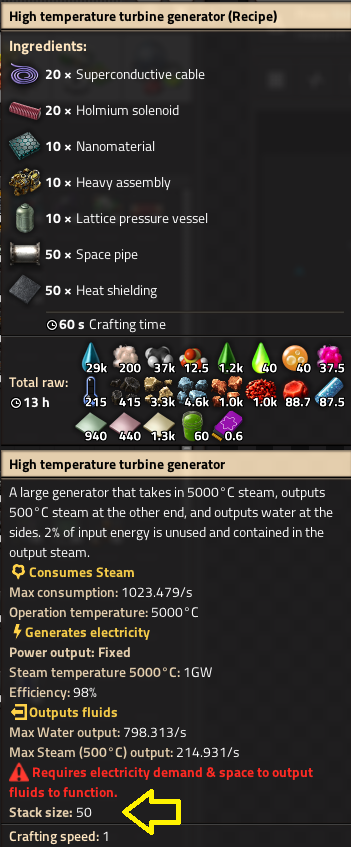 High temperature turbine generator (Recipe)
Ingredients:
20 × Superconductive cable
20 × Holmium solenoid
10 × Nanomaterial
10 × Heavy assembly
10 × Lattice pressure vessel
50 × Space pipe
50 × Heat shielding
60 s Crafting time
29k 200 37k 12.5 1.2k 40 40 37.5
Total raw:
13 h
215 415 3.3k 4.6k 1.0k 1.0k 88.7 87.5
940 440 1.3k 60 0.6
High temperature turbine generator
A large generator that takes in 5000°C steam, outputs
500°C steam at the other end, and outputs water at the
sides. 2% of input energy is unused and contained in the
output steam.
Consumes Steam
Max consumption: 1023.479/s
Operation temperature: 5000°C
Generates electricity
Power output: Fixed
Steam temperature 5000°C: 1GW
Efficiency: 98%
Outputs fluids
Max Water output: 798.313/s
Max Steam (500°C) output: 214.931/s
Requires electricity demand & space to output
fluids to function.
Stack size: 50
Crafting speed: 1